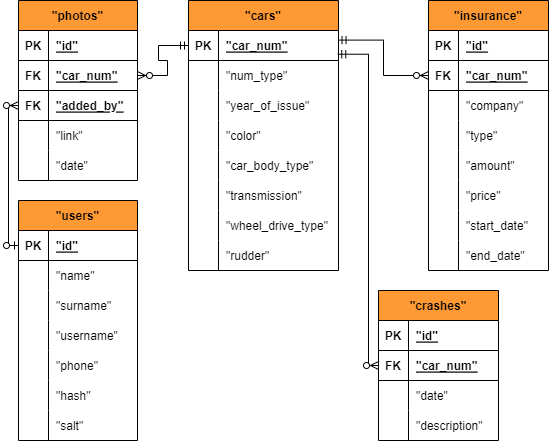 "photos"
PK "id"
FK "car_num"
FK "added_by"
"link"
"date"
"users"
PK "id"
"name"
"surname"
"username"
"phone"
"hash"
"salt"
"cars"
PK "car_num"
"num_type"
"year_of_issue"
"color"
"car_body_type"
"transmission"
"wheel_drive_type"
"rudder"
"insurance"
PK "id"
FK "car_num"
"company"
"type"
"amount"
"price"
"start_date"
"end_date"
"crashes"
PK "id"
FK "car_num"
"date"
"description"